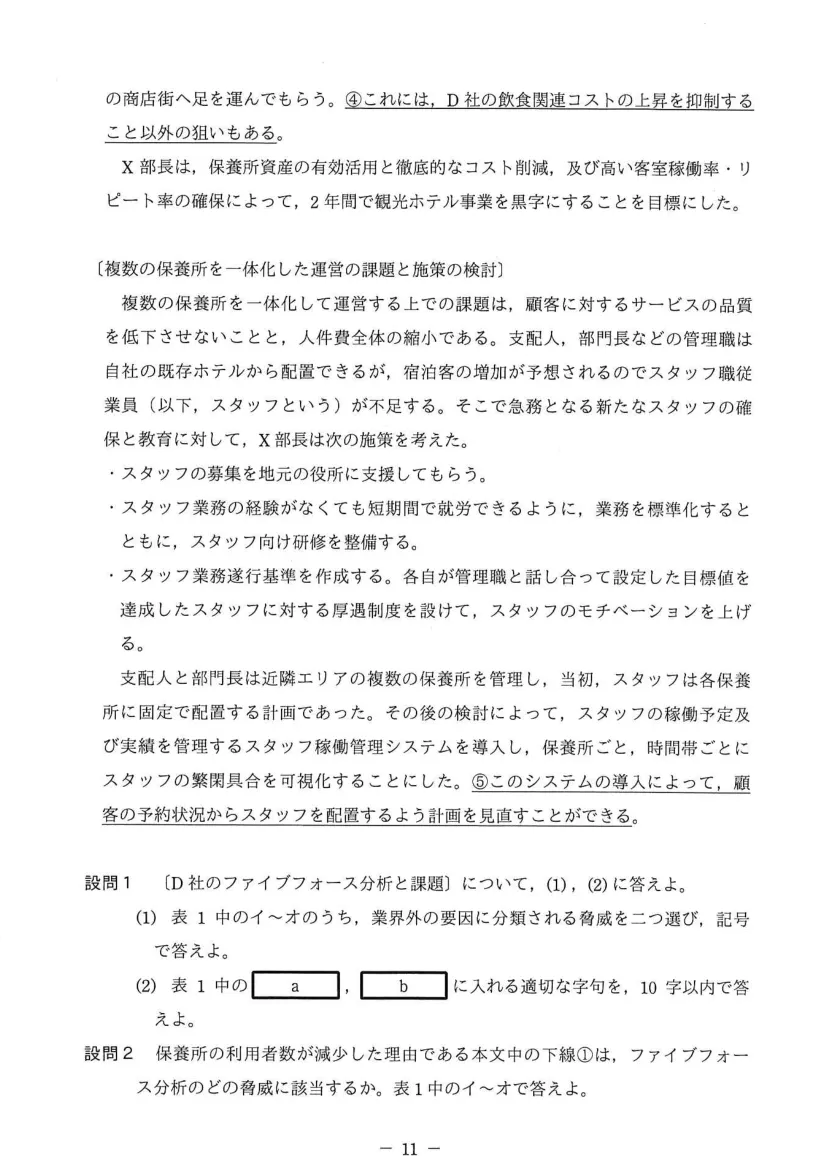 の商店街へ足を運んでもらう。④これには，D 社の飲食関連コストの上昇を抑制する
こと以外の狙いもある。
X 部長は，保養所資産の有効活用と徹底的なコスト削減，及び高い客室稼働率・リ
ピート率の確保によって，2 年間で観光ホテル事業を黒字にすることを目標にした。
〔複数の保養所を一体化した運営の課題と施策の検討〕
複数の保養所を一体化して運営する上での課題は，顧客に対するサービスの品質
を低下させないことと，人件費全体の縮小である。支配人，部門長などの管理職は
自社の既存ホテルから配置できるが，宿泊客の増加が予想されるのでスタッフ職従
業員（以下，スタッフという）が不足する。そこで急務となる新たなスタッフの確
保と教育に対して，X 部長は次の施策を考えた。
・スタッフの募集を地元の役所に支援してもらう。
・スタッフ業務の経験がなくても短期間で就労できるように，業務を標準化すると
ともに，スタッフ向け研修を整備する。
・スタッフ業務遂行基準を作成する。各自が管理職と話し合って設定した目標値を
達成したスタッフに対する厚遇制度を設けて，スタッフのモチベーションを上げ
る。
支配人と部門長は近隣エリアの複数の保養所を管理し，当初，スタッフは各保養
所に固定で配置する計画であった。その後の検討によって，スタッフの稼働予定及
び実績を管理するスタッフ稼働管理システムを導入し，保養所ごと，時間帯ごとに
スタッフの繁閑具合を可視化することにした。⑤このシステムの導入によって，顧
客の予約状況からスタッフを配置するよう計画を見直すことができる。
設問1 〔D 社のファイブフォース分析と課題〕について，(1)，(2) に答えよ。
(1) 表 1 中のイ～オのうち，業界外の要因に分類される脅威を二つ選び，記号
で答えよ。
(2) 表 1 中の a ， b に入れる適切な字句を，10 字以内で答
えよ。
設問2 保養所の利用者数が減少した理由である本文中の下線①は，ファイブフォー
ス分析のどの脅威に該当するか。表 1 中のイ～オで答えよ。
－ 11 －